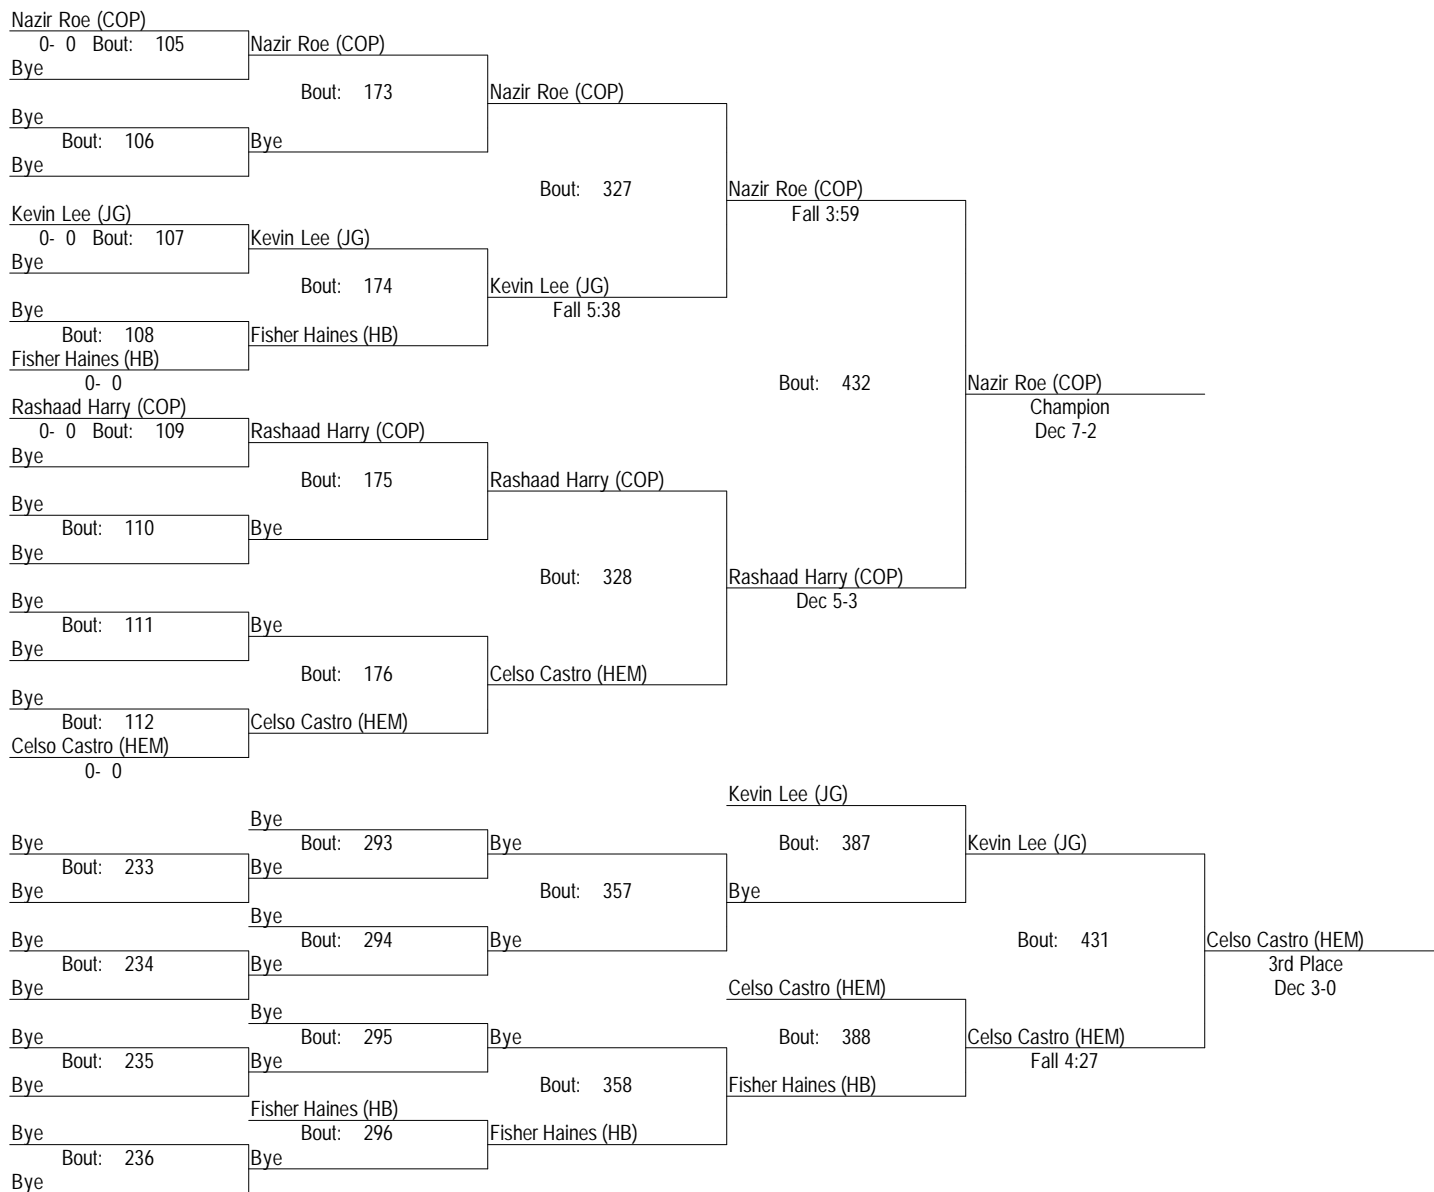 Nazir Roe (COP)
0- 0 Bout: 105 Nazir Roe (COP)
Bye
Bout: 173 Nazir Roe (COP)
Bye
Bout: 106 Bye
Bye
Bout: 327 Nazir Roe (COP)
Kevin Lee (JG) Fall 3:59
0- 0 Bout: 107 Kevin Lee (JG)
Bye
Bout: 174 Kevin Lee (JG)
Bye Fall 5:38
Bout: 108 Fisher Haines (HB)
Fisher Haines (HB)
0- 0 Bout: 432 Nazir Roe (COP)
Rashaad Harry (COP) Champion
0- 0 Bout: 109 Rashaad Harry (COP) Dec 7-2
Bye
Bout: 175 Rashaad Harry (COP)
Bye
Bout: 110 Bye
Bye
Bout: 328 Rashaad Harry (COP)
Bye Dec 5-3
Bout: 111 Bye
Bye
Bout: 176 Celso Castro (HEM)
Bye
Bout: 112 Celso Castro (HEM)
Celso Castro (HEM)
0- 0
Kevin Lee (JG)
Bye
Bye Bout: 293 Bye Bout: 387 Kevin Lee (JG)
Bout: 233 Bye
Bye Bout: 357 Bye
Bye
Bye Bout: 294 Bye Bout: 431 Celso Castro (HEM)
Bout: 234 Bye 3rd Place
Bye Celso Castro (HEM) Dec 3-0
Bye
Bye Bout: 295 Bye Bout: 388 Celso Castro (HEM)
Bout: 235 Bye Fall 4:27
Bye Bout: 358 Fisher Haines (HB)
Fisher Haines (HB)
Bye Bout: 296 Fisher Haines (HB)
Bout: 236 Bye
Bye